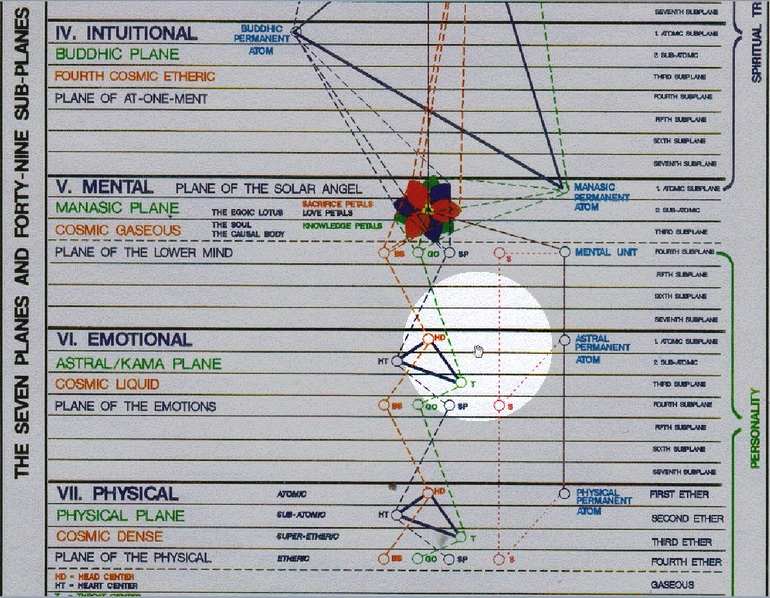 THE SEVEN PLANES AND FORTY-NINE SUB-PLANES
SEVENTH SUBPLANE
IV. INTUITIONAL
BUDDHIC PERMANENT ATOM
1. ATOMIC SUBPLANE
BUDDHIC PLANE
2. SUB-ATOMIC
FOURTH COSMIC ETHERIC
THIRD SUBPLANE
PLANE OF AT-ONE-MENT
FOURTH SUBPLANE
FIFTH SUBPLANE
SIXTH SUBPLANE
SEVENTH SUBPLANE
SPIRITUAL TR
V. MENTAL PLANE OF THE SOLAR ANGEL
MANASIC PERMANENT ATOM
1. ATOMIC SUBPLANE
MANASIC PLANE
THE EGOIC LOTUS
SACRIFICE PETALS
LOVE PETALS
2. SUB-ATOMIC
COSMIC GASEOUS
THE SOUL
THE CAUSAL BODY
KNOWLEDGE PETALS
THIRD SUBPLANE
PLANE OF THE LOWER MIND
BS
GO
SP
S
MENTAL UNIT
FOURTH SUBPLANE
FIFTH SUBPLANE
SIXTH SUBPLANE
SEVENTH SUBPLANE
VI. EMOTIONAL
HD
ASTRAL PERMANENT ATOM
1. ATOMIC SUBPLANE
ASTRAL/KAMA PLANE
HT
2. SUB-ATOMIC
COSMIC LIQUID
T
THIRD SUBPLANE
PLANE OF THE EMOTIONS
BS
GO
SP
S
FOURTH SUBPLANE
FIFTH SUBPLANE
SIXTH SUBPLANE
SEVENTH SUBPLANE
PERSONALITY
VII. PHYSICAL
ATOMIC
HD
PHYSICAL PERMANENT ATOM
FIRST ETHER
PHYSICAL PLANE
SUB-ATOMIC
HT
SECOND ETHER
COSMIC DENSE
SUPER-ETHERIC
T
THIRD ETHER
PLANE OF THE PHYSICAL
ETHERIC
BS
GO
SP
S
FOURTH ETHER
HD = HEAD CENTER
HT = HEART CENTER
GASEOUS